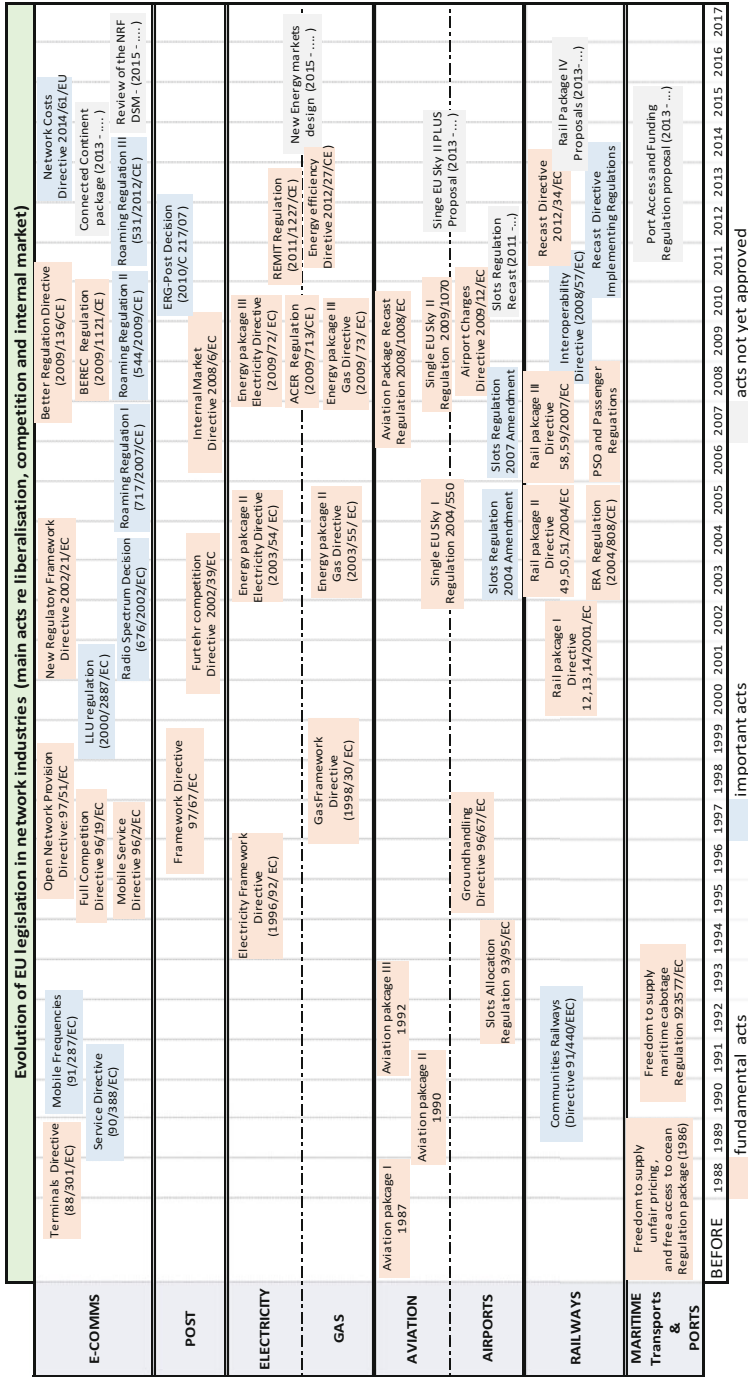 Evolution of EU legislation in network industries (main acts re liberalisation, competition and internal market)
E-COMMS
Terminals Directive
(88/301/EC)
Mobile Frequencies
(91/287/EC)
Service Directive
(90/388/EC)
Open Network Provision
Directive: 97/51/EC
Full Competition
Directive 96/19/EC
Mobile Service
Directive 96/2/EC
LLU regulation
(2000/2887/EC)
New Regulatory Framework
Directive 2002/21/EC
Radio Spectrum Decision
(676/2002/EC)
Roaming Regulation I
(717/2007/CE)
Better Regulation Directive
(2009/136/CE)
BEREC Regulation
(2009/1121/CE)
Roaming Regulation II
(544/2009/CE)
Network Costs
Directive 2014/61/EU
Connected Continent
package (2013 - .... )
Roaming Regulation III
(531/2012/CE)
Review of the NRF
DSM - (2015 - .... )
POST
Framework Directive
97/67/EC
Furtehr competition
Directive 2002/39/EC
Internal Market
Directive 2008/6/EC
ERG-Post Decision
(2010/C 217/07)
ELECTRICITY
Electricity Framework
Directive
(1996/92/ EC)
Energy pakcage II
Electricity Directive
(2003/54/ EC)
Energy pakcage III
Electricity Directive
(2009/72/ EC)
REMIT Regulation
(2011/1227/CE)
New Energy markets
design (2015 - .... )
GAS
GasFramework
Directive
(1998/30/ EC)
Energy pakcage II
Gas Directive
(2003/55/ EC)
ACER Regulation
(2009/713/CE)
Energy pakcage III
Gas Directive
(2009/ 73/ EC)
Energy efficiency
Diretive 2012/27/CE)
AVIATION
Aviation pakcage I
1987
Aviation pakcage II
1990
Aviation pakcage III
1992
Single EU Sky I
Regulation 2004/550
Aviation Package Recast
Regulation 2008/1008/EC
Single EU Sky II
Regulation 2009/1070
Singe EU Sky II PLUS
Proposal (2013 - ...)
AIRPORTS
Slots Allocation
Regulation 93/95/EC
Groundhandling
Directive 96/67/EC
Slots Regulation
2004 Amendment
Slots Regulation
2007 Amendment
Airport Charges
Directive 2009/12/EC
Slots Regulation
Recast (2011 -...)
RAILWAYS
Communities Railways
(Directive 91/440/EEC)
Rail pakcage I
Directive
12,13,14/2001/EC
Rail pakcage II
Directive
49,50,51/2004/EC
ERA Regulation
(2004/808/CE)
Rail pakcage III
Directive
58,59/2007/EC
PSO and Passenger
Reguations
Interoperability
Directive (2008/57/EC)
Recast Directive
2012/34/EC
Recast Directive
Implementing Regulations
Rail Package IV
Proposals (2013- ...)
MARITIME
Transports
&
PORTS
Freedom to supply
unfair pricing,
and free access to ocean
Regulation package (1986)
Freedom to supply
maritime cabotage
Regulation 923577/EC
Port Access and Funding
Regulation proposal (2013 - ...)
BEFORE 1988 1989 1990 1991 1992 1993 1994 1995 1996 1997 1998 1999 2000 2001 2002 2003 2004 2005 2006 2007 2008 2009 2010 2011 2012 2013 2014 2015 2016 2017
fundamental acts
important acts
acts not yet approved